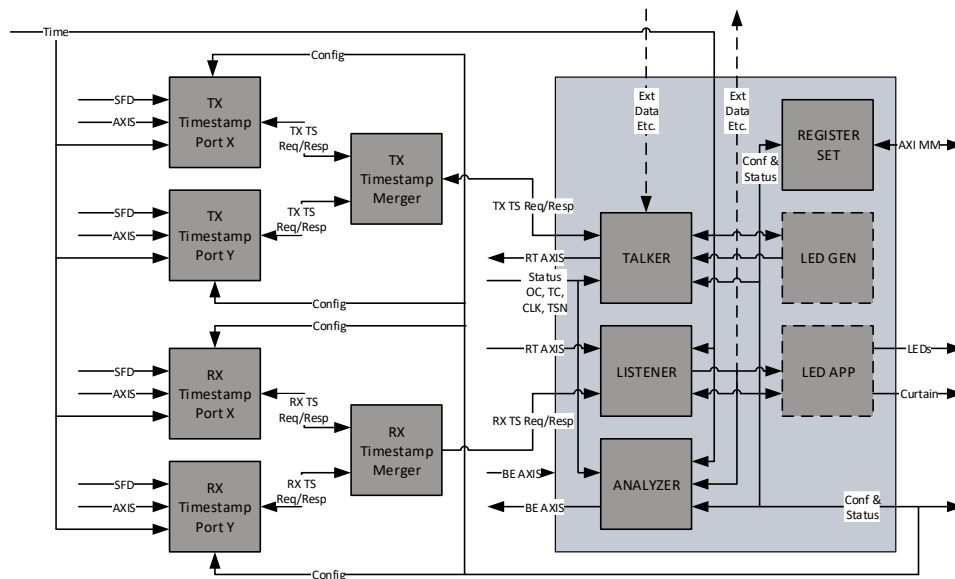 Time
Config
SFD
AXIS
TX
Timestamp
Port X
TX TS
Req/Resp
TX
Timestamp
Merger
SFD
AXIS
TX
Timestamp
Port Y
TX TS
Req/Resp
Config
Config
SFD
AXIS
RX
Timestamp
Port X
RX TS
Req/Resp
RX
Timestamp
Merger
SFD
AXIS
RX
Timestamp
Port Y
RX TS
Req/Resp
Config
Ext
Data
Etc.
Ext
Data
Etc.
REGISTER
SET
AXI MM
Conf &
Status
TX TS Req/Resp
TALKER
LED GEN
RT AXIS
Status
OC, TC,
CLK, TSN
RT AXIS
LISTENER
LED APP
LEDs
Curtain
RX TS Req/Resp
BE AXIS
ANALYZER
BE AXIS
Conf &
Status